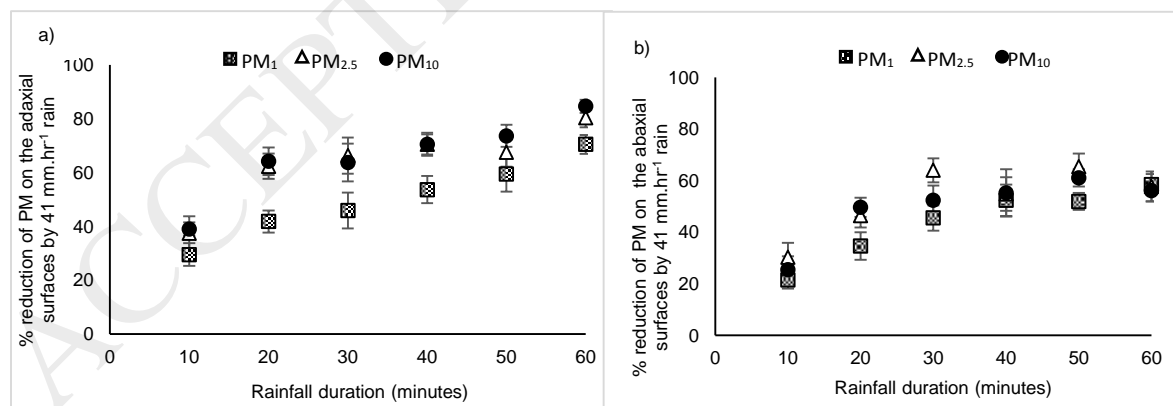 a)
PM₁ PM₂.₅ PM₁₀
% reduction of PM on the adaxial
surfaces by 41 mm.hr⁻¹ rain
100
80
60
40
20
0
0 10 20 30 40 50 60
Rainfall duration (minutes)
b)
PM₁ PM₂.₅ PM₁₀
% reduction of PM on the abaxial
surfaces by 41 mm.hr⁻¹ rain
100
80
60
40
20
0
0 10 20 30 40 50 60
Rainfall duration (minutes)
ACCEPT